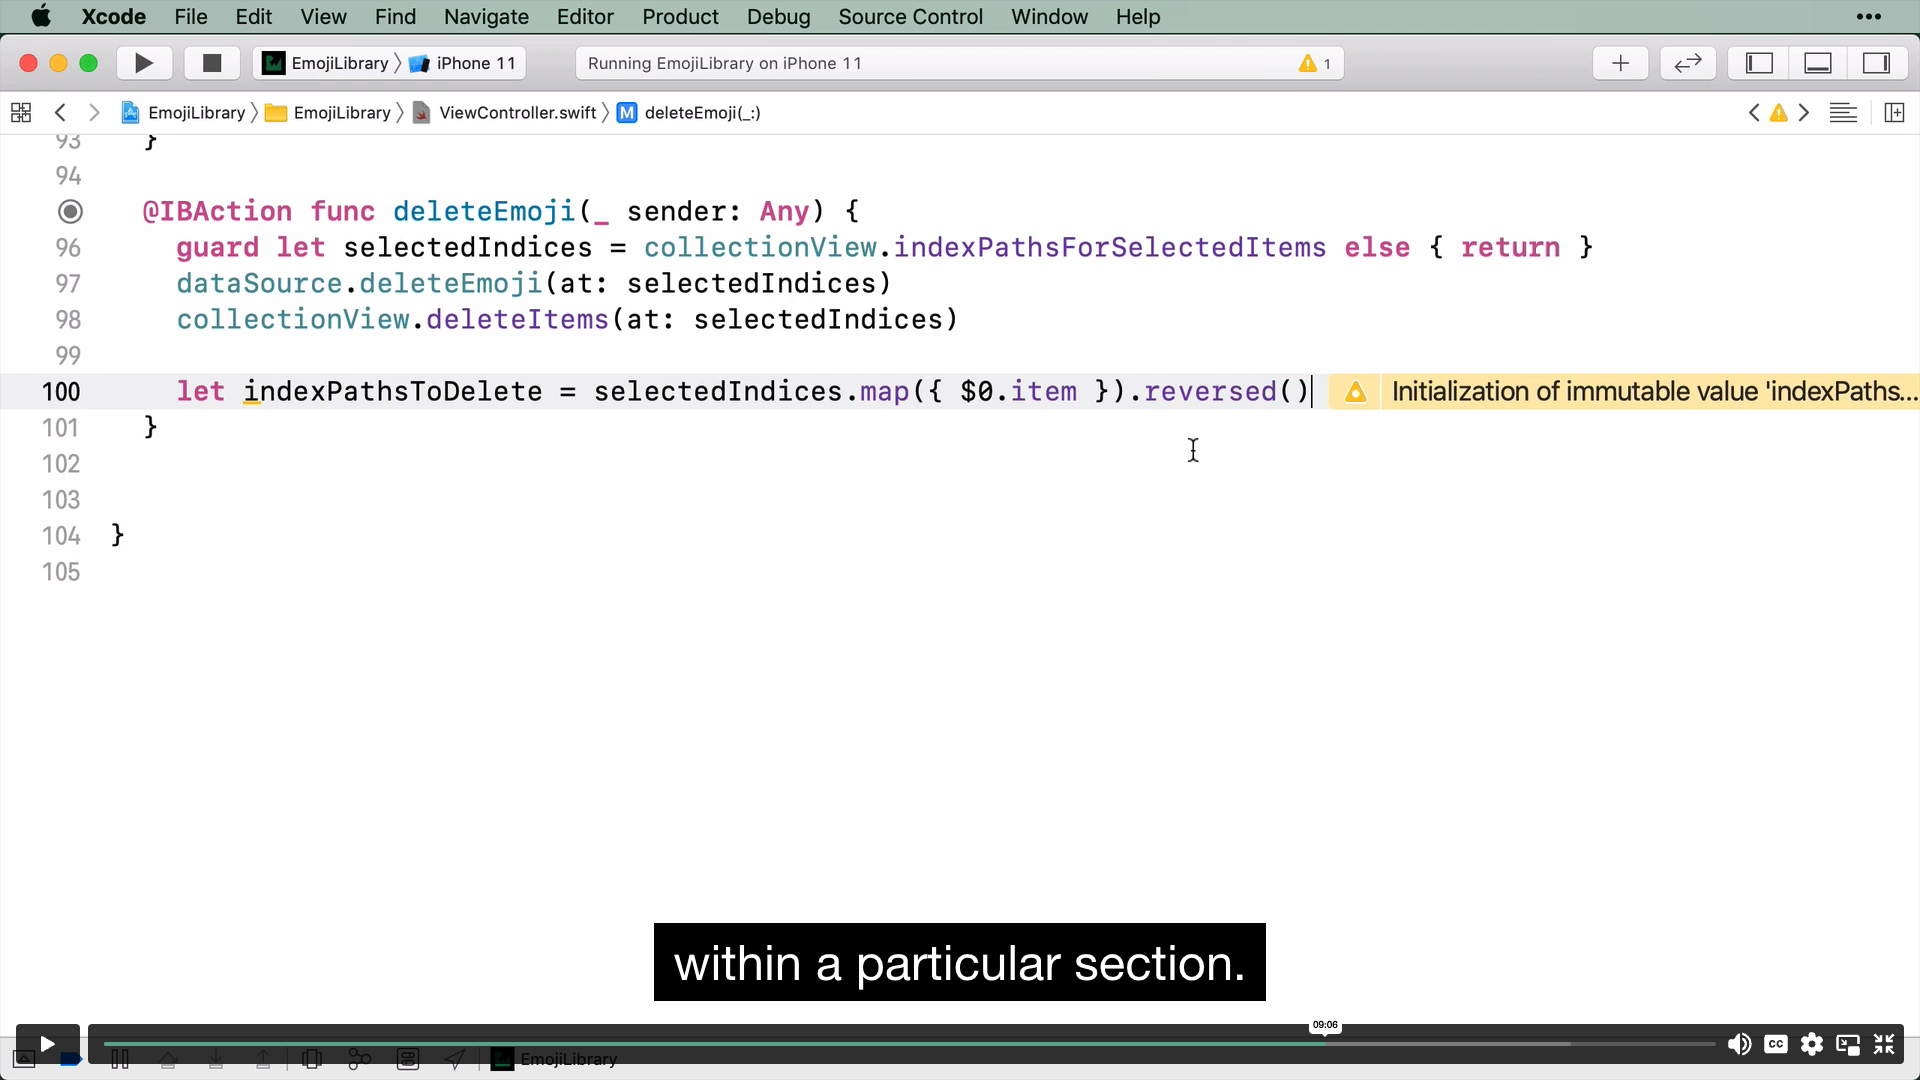 Xcode File Edit View Find Navigate Editor Product Debug Source Control Window Help
EmojiLibrary iPhone 11 Running EmojiLibrary on iPhone 11 1
EmojiLibrary EmojiLibrary ViewController.swift M deleteEmoji(_:)
93 }
94
@IBAction func deleteEmoji(_ sender: Any) {
96 guard let selectedIndices = collectionView.indexPathsForSelectedItems else { return }
97 dataSource.deleteEmoji(at: selectedIndices)
98 collectionView.deleteItems(at: selectedIndices)
99
100 let indexPathsToDelete = selectedIndices.map({ $0.item }).reversed() Initialization of immutable value 'indexPaths...
101 }
102
103
104 }
105
within a particular section.
09:06
CC
EmojiLibrary